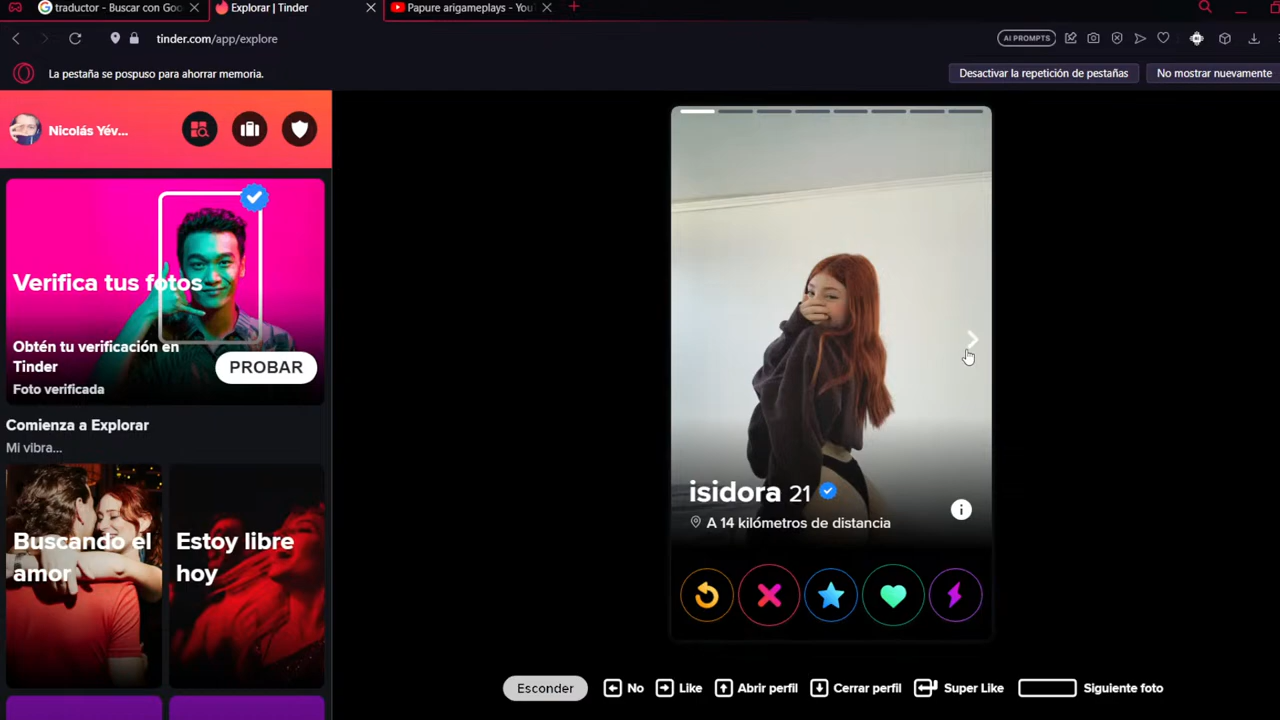 traductor - Buscar con Goo
Explorar | Tinder
Papure arigameplays - You
tinder.com/app/explore
AI PROMPTS
La pestaña se pospuso para ahorrar memoria.
Desactivar la repetición de pestañas
No mostrar nuevamente
Nicolás Yév...
Verifica tus fotos
Obtén tu verificación en
Tinder
Foto verificada
PROBAR
Comienza a Explorar
Mi vibra...
Buscando el
amor
Estoy libre
hoy
isidora 21
A 14 kilómetros de distancia
Esconder
No
Like
Abrir perfil
Cerrar perfil
Super Like
Siguiente foto